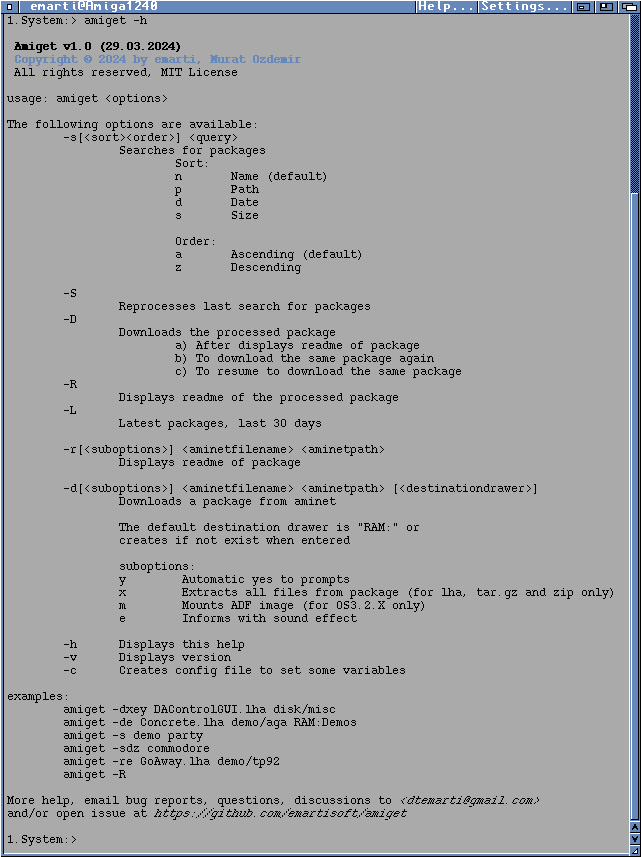 emarti@Amiga1240 Help... Settings...
1.System:> amiget -h
Amiget v1.0 (29.03.2024)
Copyright © 2024 by emarti, Murat Ozdemir
All rights reserved, MIT License
usage: amiget <options>
The following options are available:
-s[<sort><order>] <query>
Searches for packages
Sort:
n Name (default)
p Path
d Date
s Size
Order:
a Ascending (default)
z Descending
-S
Reprocesses last search for packages
-D
Downloads the processed package
a) After displays readme of package
b) To download the same package again
c) To resume to download the same package
-R
Displays readme of the processed package
-L
Latest packages, last 30 days
-r[<suboptions>] <aminetfilename> <aminetpath>
Displays readme of package
-d[<suboptions>] <aminetfilename> <aminetpath> [<destinationdrawer>]
Downloads a package from aminet
The default destination drawer is "RAM:" or
creates if not exist when entered
suboptions:
y Automatic yes to prompts
x Extracts all files from package (for lha, tar.gz and zip only)
m Mounts ADF image (for OS3.2.X only)
e Informs with sound effect
-h Displays this help
-v Displays version
-c Creates config file to set some variables
examples:
amiget -dxey DAControlGUI.lha disk/misc
amiget -de Concrete.lha demo/aga RAM:Demos
amiget -s demo party
amiget -sdz commodore
amiget -re GoAway.lha demo/tp92
amiget -R
More help, email bug reports, questions, discussions to <dtemarti@gmail.com>
and/or open issue at https://github.com/emartisoft/amiget
1.System:>